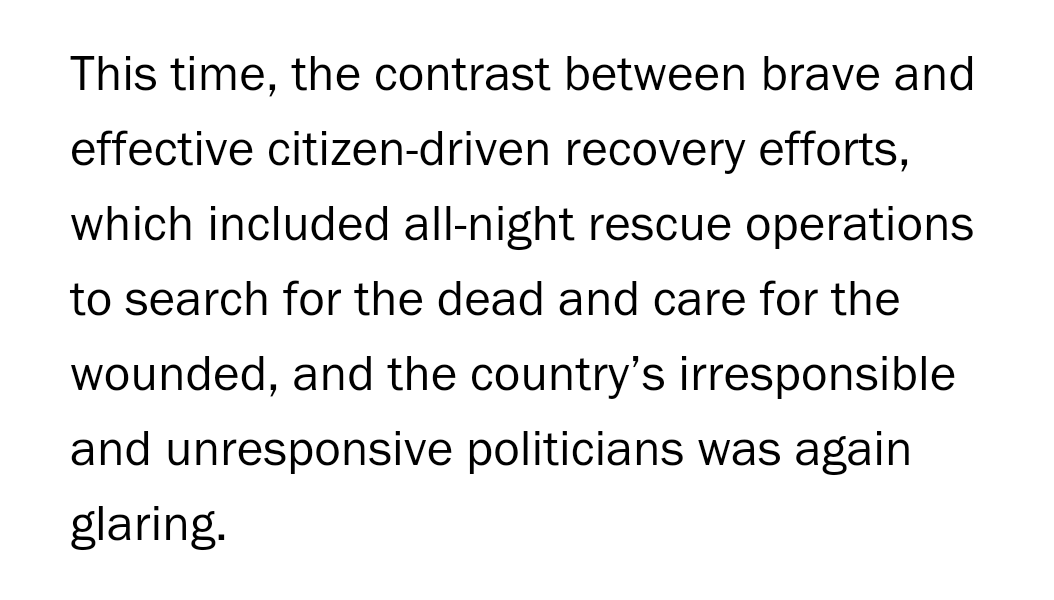 This time, the contrast between brave and
effective citizen-driven recovery efforts,
which included all-night rescue operations
to search for the dead and care for the
wounded, and the country’s irresponsible
and unresponsive politicians was again
glaring.